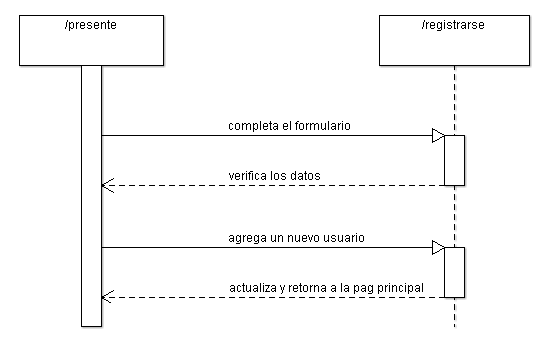 /presente
/registrarse
completa el formulario
verifica los datos
agrega un nuevo usuario
actualiza y retorna a la pag principal